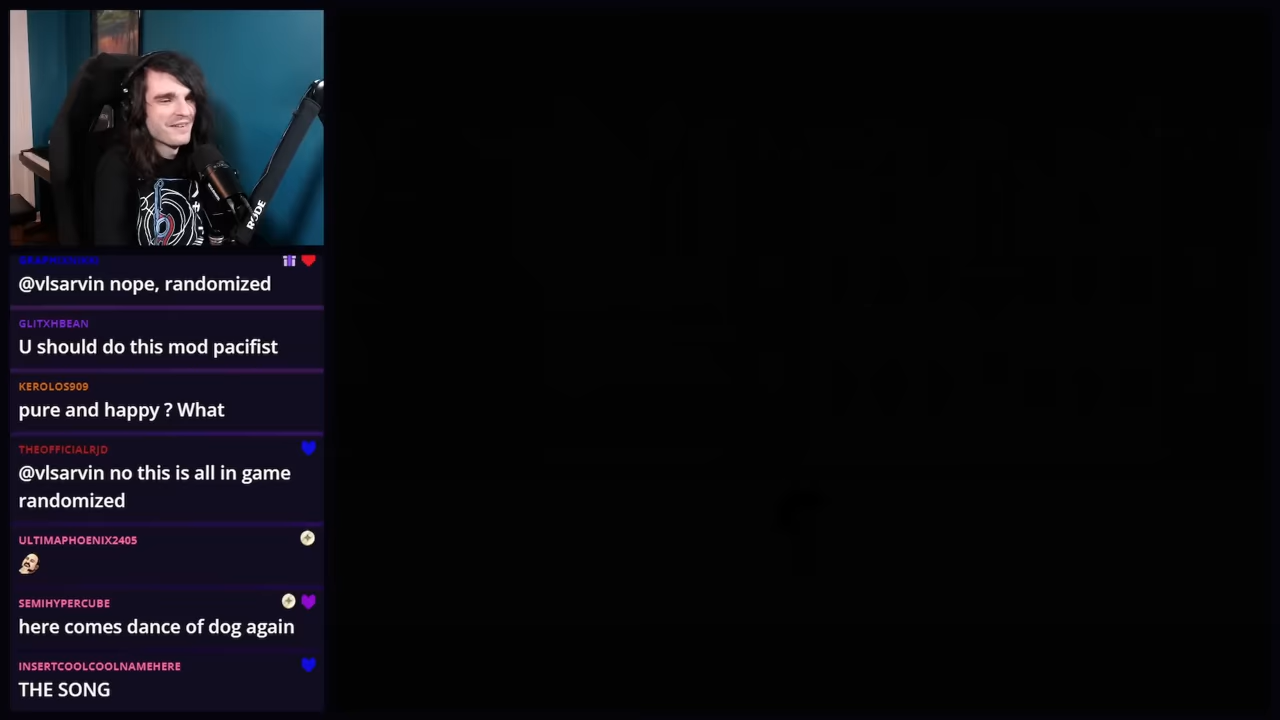 RØDE
@vlsarvin nope, randomized
GLITXHBEAN
U should do this mod pacifist
KEROLOS909
pure and happy ? What
THEOFFICIALRJD
@vlsarvin no this is all in game
randomized
ULTIMAPHOENIX2405
SEMIHYPERCUBE
here comes dance of dog again
INSERTCOOLCOOLNAMEHERE
THE SONG